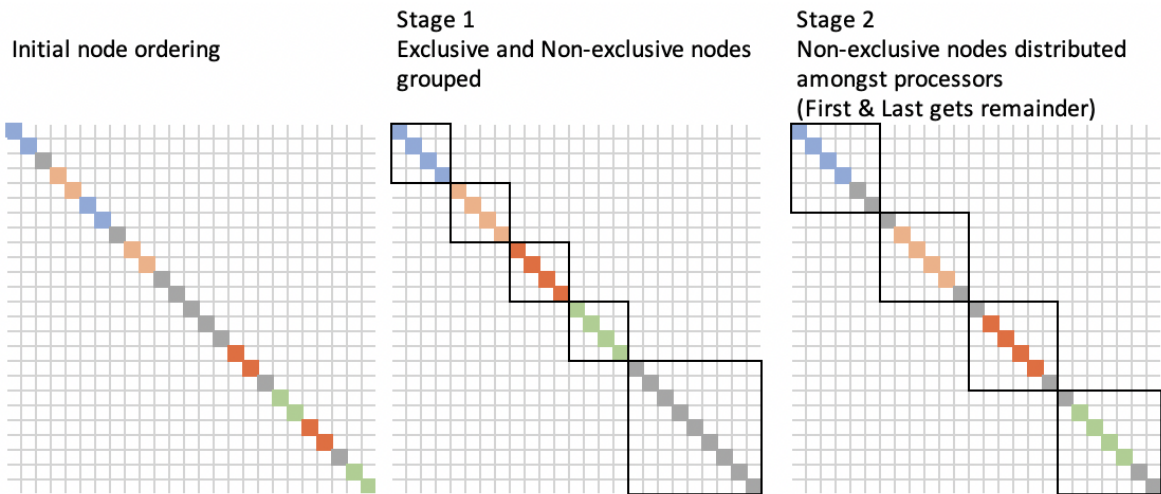 Initial node ordering
Stage 1
Exclusive and Non-exclusive nodes
grouped
Stage 2
Non-exclusive nodes distributed
amongst processors
(First & Last gets remainder)